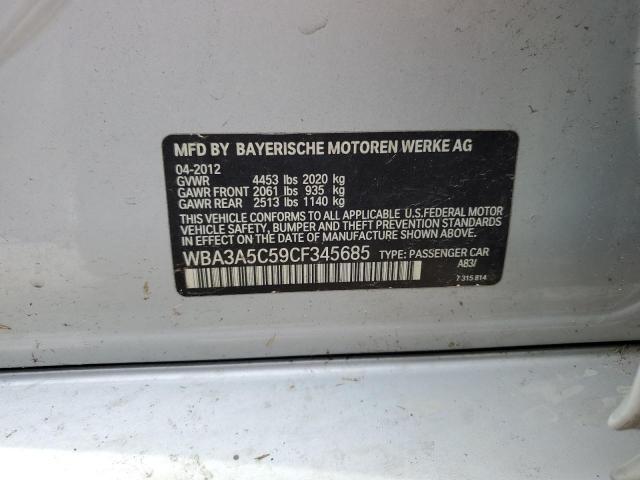 MFD BY BAYERISCHE MOTOREN WERKE AG
04-2012
GVWR 4453 lbs 2020 kg
GAWR FRONT 2061 lbs 935 kg
GAWR REAR 2513 lbs 1140 kg
THIS VEHICLE CONFORMS TO ALL APPLICABLE U.S.FEDERAL MOTOR
VEHICLE SAFETY, BUMPER, AND THEFT PREVENTION STANDARDS
IN EFFECT ON THE DATE OF MANUFACTURE SHOWN ABOVE.
WBA3A5C59CF345685 TYPE: PASSENGER CAR
A83/
7 315 814